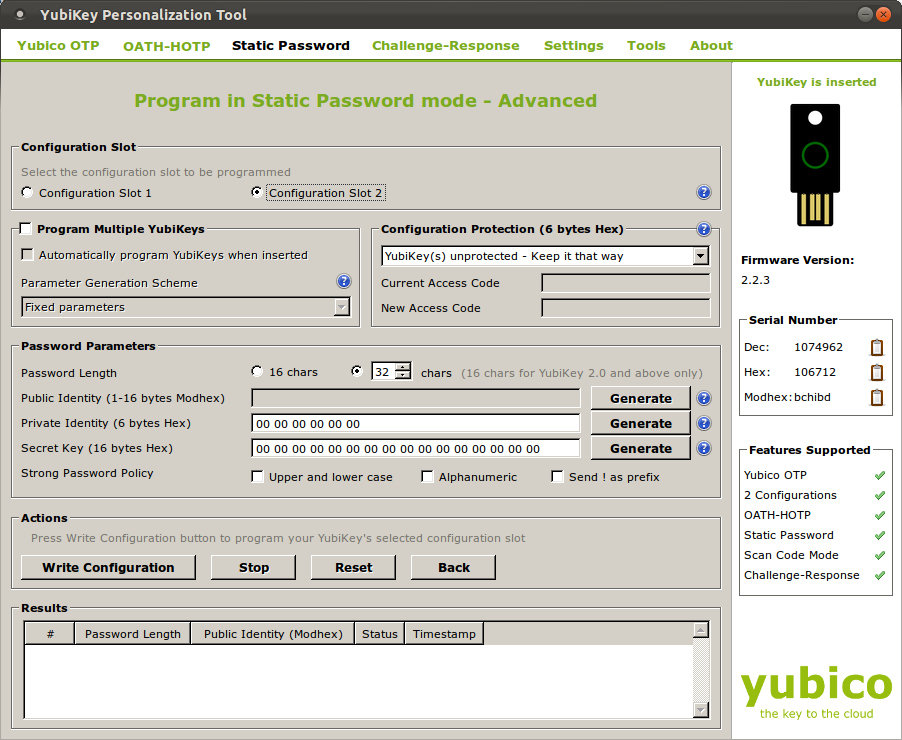 YubiKey Personalization Tool
Yubico OTP OATH-HOTP Static Password Challenge-Response Settings Tools About
Program in Static Password mode - Advanced
Configuration Slot
Select the configuration slot to be programmed
Configuration Slot 1 Configuration Slot 2
?
Program Multiple YubiKeys
Automatically program YubiKeys when inserted
Parameter Generation Scheme ?
Fixed parameters
Configuration Protection (6 bytes Hex) ?
YubiKey(s) unprotected - Keep it that way
Current Access Code
New Access Code
Password Parameters
Password Length 16 chars 32 chars (16 chars for YubiKey 2.0 and above only)
Public Identity (1-16 bytes Modhex) Generate ?
Private Identity (6 bytes Hex) 00 00 00 00 00 00 Generate ?
Secret Key (16 bytes Hex) 00 00 00 00 00 00 00 00 00 00 00 00 00 00 00 00 Generate ?
Strong Password Policy Upper and lower case Alphanumeric Send ! as prefix
Actions
Press Write Configuration button to program your YubiKey's selected configuration slot
Write Configuration Stop Reset Back
Results
# Password Length Public Identity (Modhex) Status Timestamp
YubiKey is inserted
Firmware Version:
2.2.3
Serial Number
Dec: 1074962
Hex: 106712
Modhex: bchibd
Features Supported
Yubico OTP
2 Configurations
OATH-HOTP
Static Password
Scan Code Mode
Challenge-Response
yubico
the key to the cloud